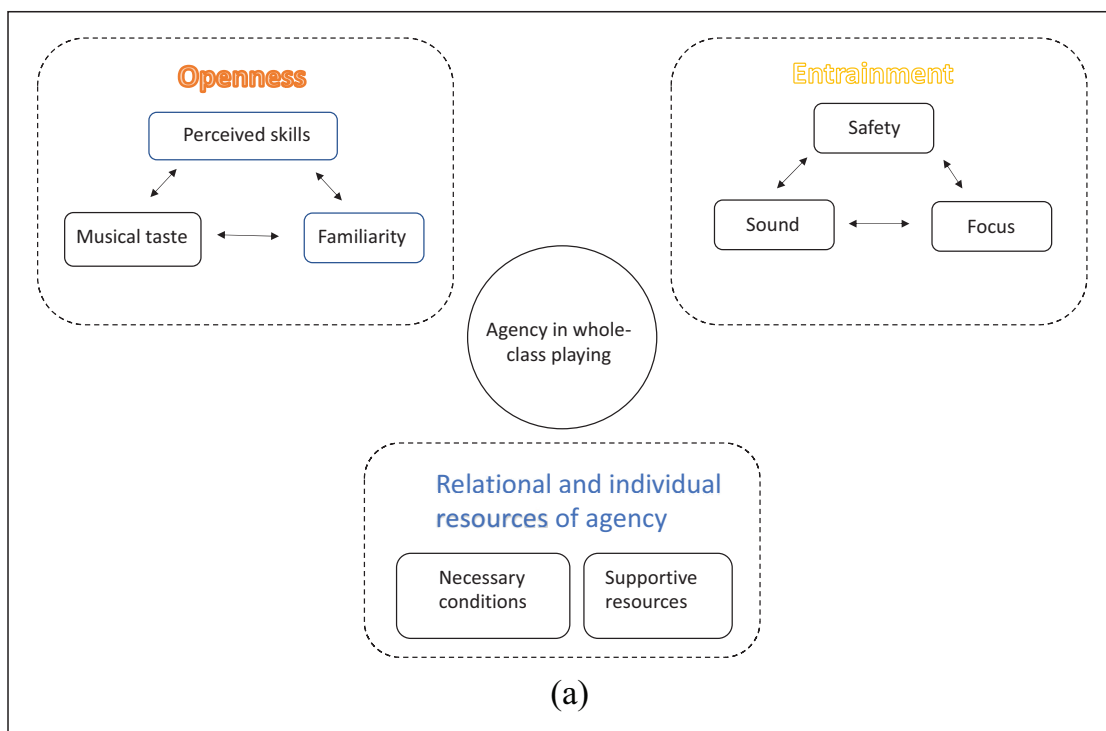 Openness
Perceived skills
Musical taste
Familiarity
Entrainment
Safety
Sound
Focus
Agency in whole-
class playing
Relational and individual
resources of agency
Necessary
conditions
Supportive
resources
(a)